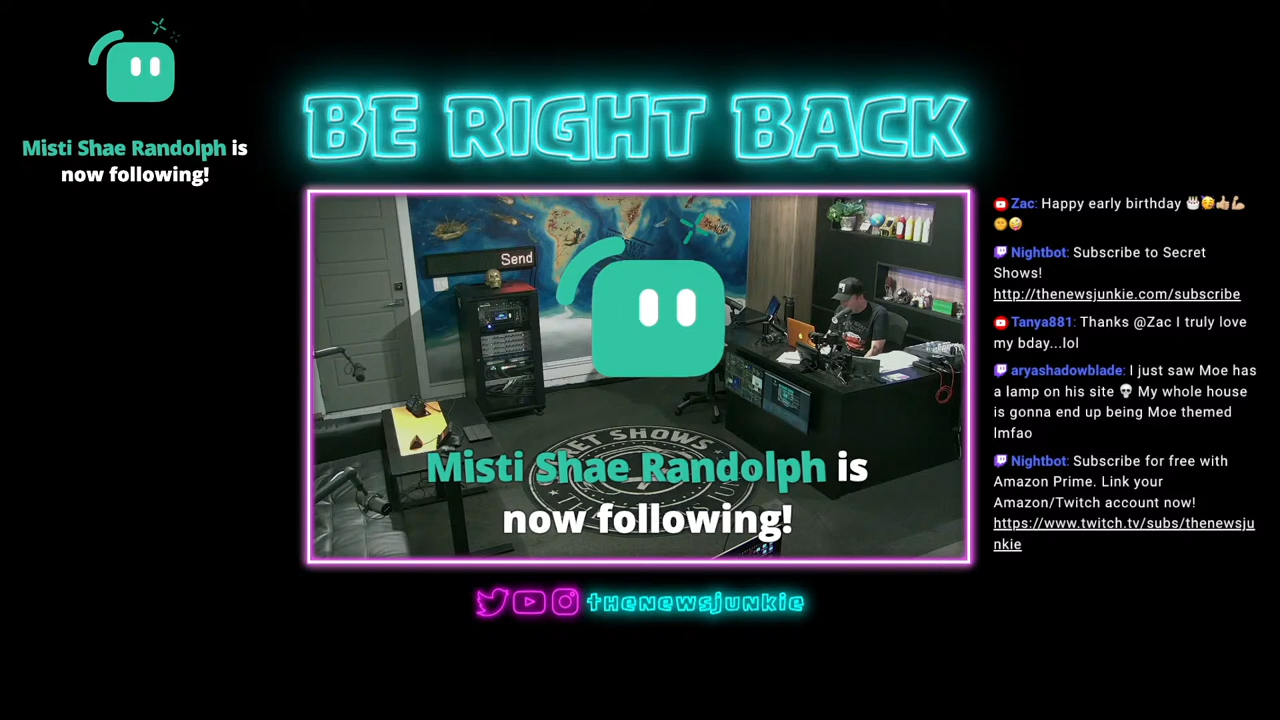 Misti Shae Randolph is
now following!
BE RIGHT BACK
Send
SECRET SHOWS
Misti Shae Randolph is
now following!
thenewsjunkie
Zac: Happy early birthday 🎂🥳👍🏼💪🏼
🌝🤪
Nightbot: Subscribe to Secret
Shows!
http://thenewsjunkie.com/subscribe
Tanya881: Thanks @Zac I truly love
my bday...lol
aryashadowblade: I just saw Moe has
a lamp on his site 💀 My whole house
is gonna end up being Moe themed
lmfao
Nightbot: Subscribe for free with
Amazon Prime. Link your
Amazon/Twitch account now!
https://www.twitch.tv/subs/thenewsju
nkie